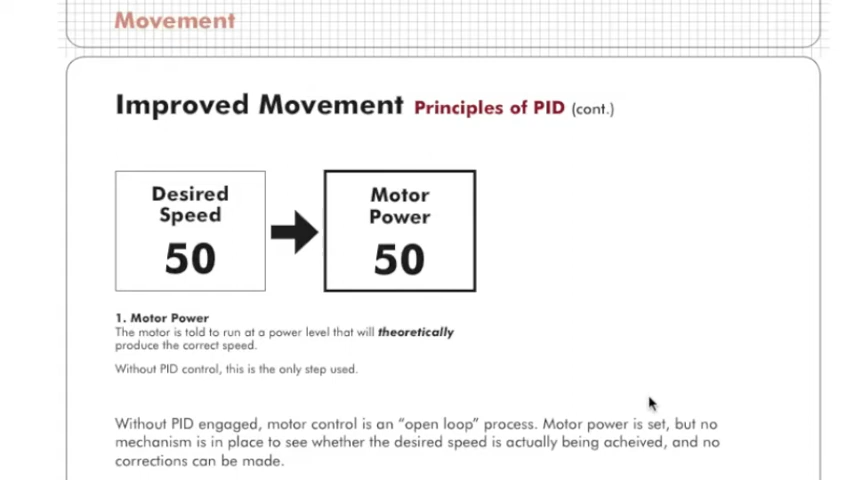 Movement
Improved Movement Principles of PID (cont.)
Desired
Speed
50
Motor
Power
50
1. Motor Power
The motor is told to run at a power level that will theoretically
produce the correct speed.
Without PID control, this is the only step used.
Without PID engaged, motor control is an “open loop” process. Motor power is set, but no
mechanism is in place to see whether the desired speed is actually being acheived, and no
corrections can be made.